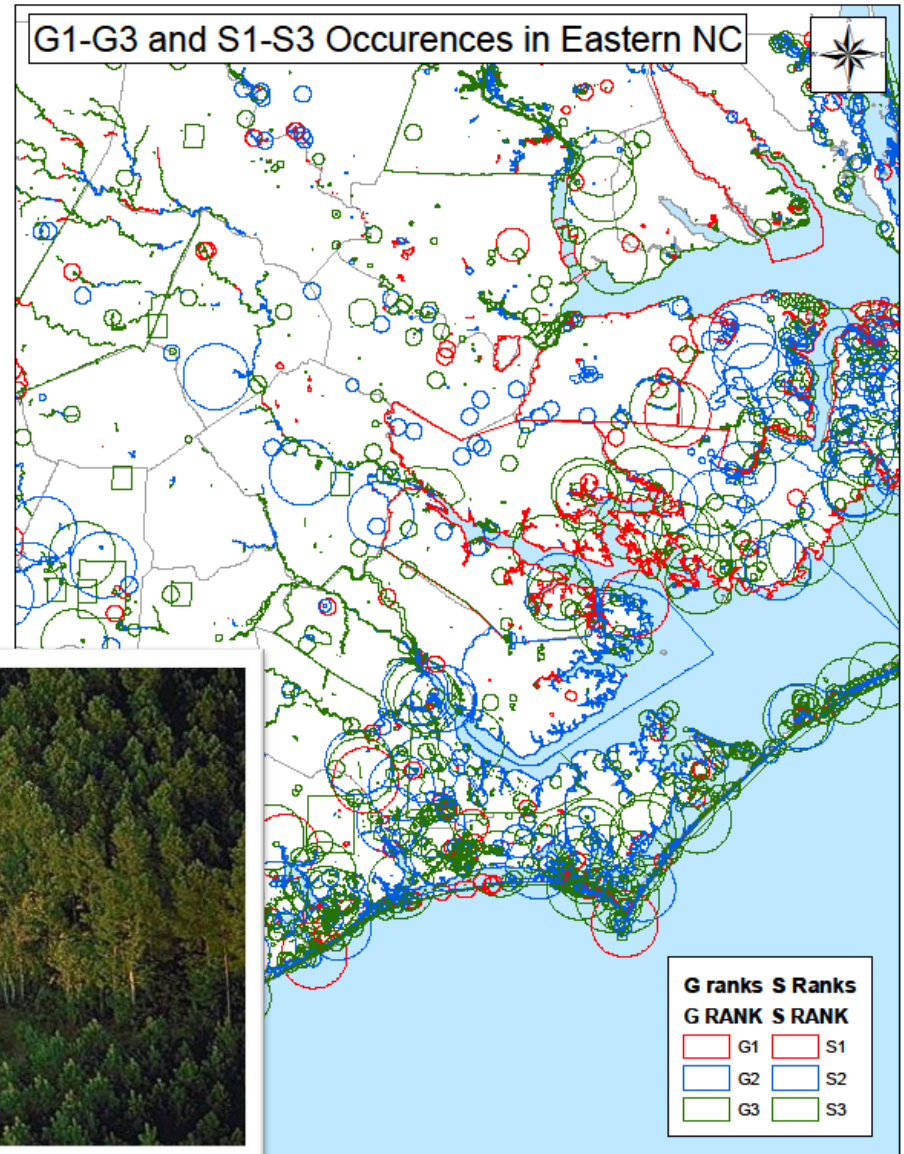 G1-G3 and S1-S3 Occurences in Eastern NC
G ranks S Ranks
G RANK S RANK
G1 S1
G2 S2
G3 S3